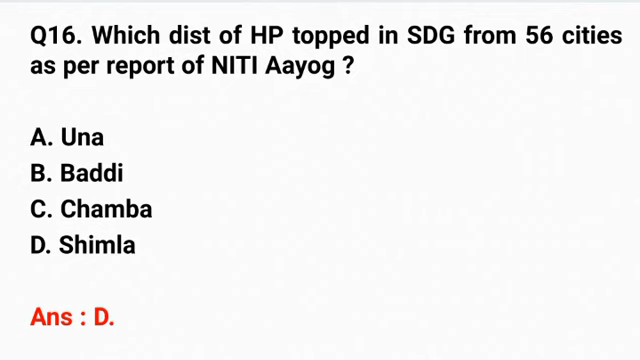 Q16. Which dist of HP topped in SDG from 56 cities
as per report of NITI Aayog ?
A. Una
B. Baddi
C. Chamba
D. Shimla
Ans : D.